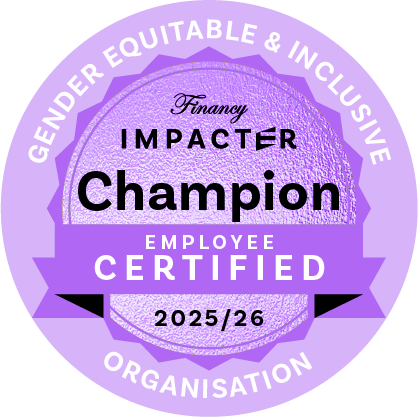 GENDER EQUITABLE & INCLUSIVE
Financy
IMPACTER
Champion
EMPLOYEE
CERTIFIED
2025/26
ORGANISATION